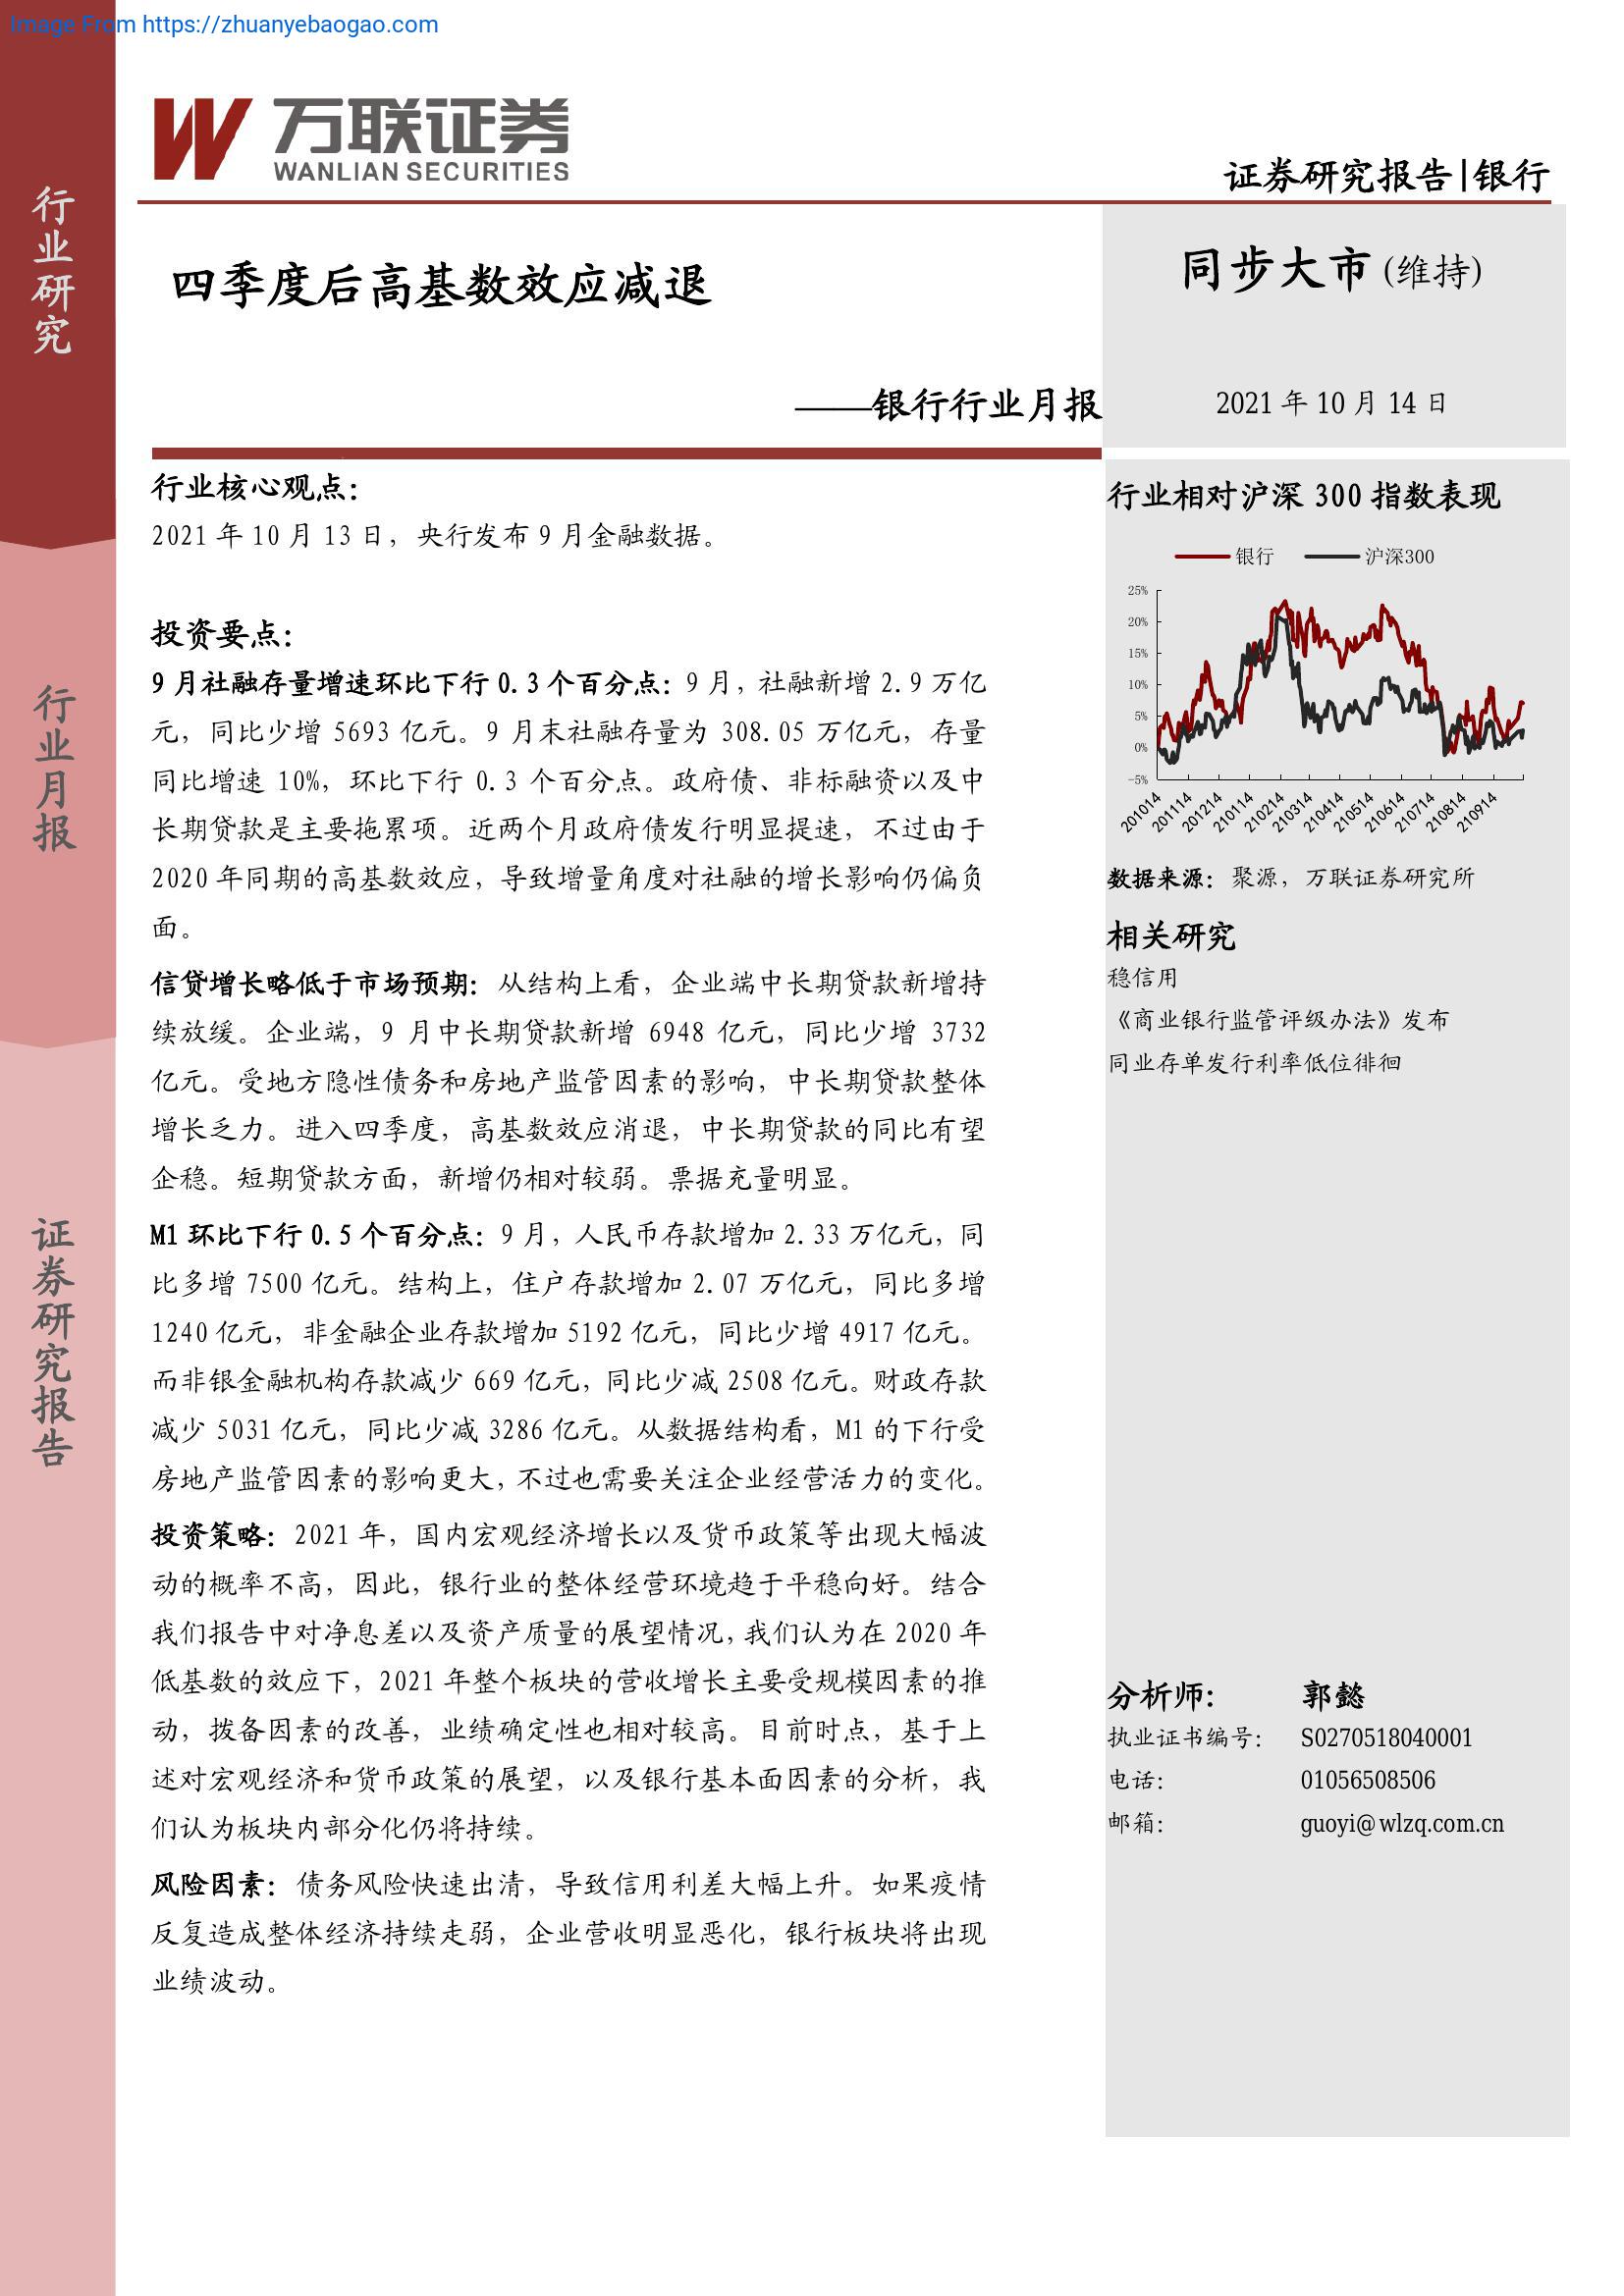 Image From https://zhuanyebaogao.com
万联证券
WANLIAN SECURITIES
证券研究报告|银行
行业研究
行业月报
证券研究报告
四季度后高基数效应减退
同步大市(维持)
——银行行业月报
2021 年 10 月 14 日
行业核心观点：
2021 年 10 月 13 日，央行发布 9 月金融数据。
投资要点：
9 月社融存量增速环比下行 0.3 个百分点：9 月，社融新增 2.9 万亿
元，同比少增 5693 亿元。9 月末社融存量为 308.05 万亿元，存量
同比增速 10%，环比下行 0.3 个百分点。政府债、非标融资以及中
长期贷款是主要拖累项。近两个月政府债发行明显提速，不过由于
2020 年同期的高基数效应，导致增量角度对社融的增长影响仍偏负
面。
信贷增长略低于市场预期：从结构上看，企业端中长期贷款新增持
续放缓。企业端，9 月中长期贷款新增 6948 亿元，同比少增 3732
亿元。受地方隐性债务和房地产监管因素的影响，中长期贷款整体
增长乏力。进入四季度，高基数效应消退，中长期贷款的同比有望
企稳。短期贷款方面，新增仍相对较弱。票据充量明显。
M1 环比下行 0.5 个百分点：9 月，人民币存款增加 2.33 万亿元，同
比多增 7500 亿元。结构上，住户存款增加 2.07 万亿元，同比多增
1240 亿元，非金融企业存款增加 5192 亿元，同比少增 4917 亿元。
而非银金融机构存款减少 669 亿元，同比少减 2508 亿元。财政存款
减少 5031 亿元，同比少减 3286 亿元。从数据结构看，M1 的下行受
房地产监管因素的影响更大，不过也需要关注企业经营活力的变化。
投资策略：2021 年，国内宏观经济增长以及货币政策等出现大幅波
动的概率不高，因此，银行业的整体经营环境趋于平稳向好。结合
我们报告中对净息差以及资产质量的展望情况，我们认为在 2020 年
低基数的效应下，2021 年整个板块的营收增长主要受规模因素的推
动，拨备因素的改善，业绩确定性也相对较高。目前时点，基于上
述对宏观经济和货币政策的展望，以及银行基本面因素的分析，我
们认为板块内部分化仍将持续。
风险因素：债务风险快速出清，导致信用利差大幅上升。如果疫情
反复造成整体经济持续走弱，企业营收明显恶化，银行板块将出现
业绩波动。
行业相对沪深 300 指数表现
银行 沪深300
25%
20%
15%
10%
5%
0%
-5%
201014 201114 201214 210114 210214 210314 210414 210514 210614 210714 210814 210914
数据来源：聚源，万联证券研究所
相关研究
稳信用
《商业银行监管评级办法》发布
同业存单发行利率低位徘徊
分析师： 郭懿
执业证书编号： S0270518040001
电话： 01056508506
邮箱： guoyi@wlzq.com.cn